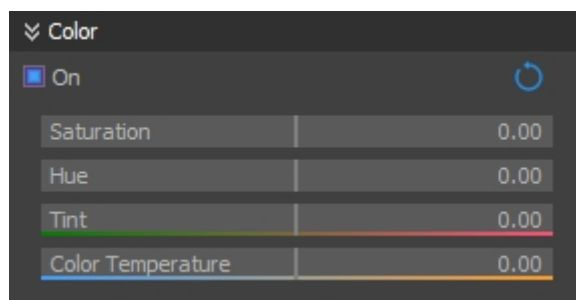 Color
On
Saturation 0.00
Hue 0.00
Tint 0.00
Color Temperature 0.00